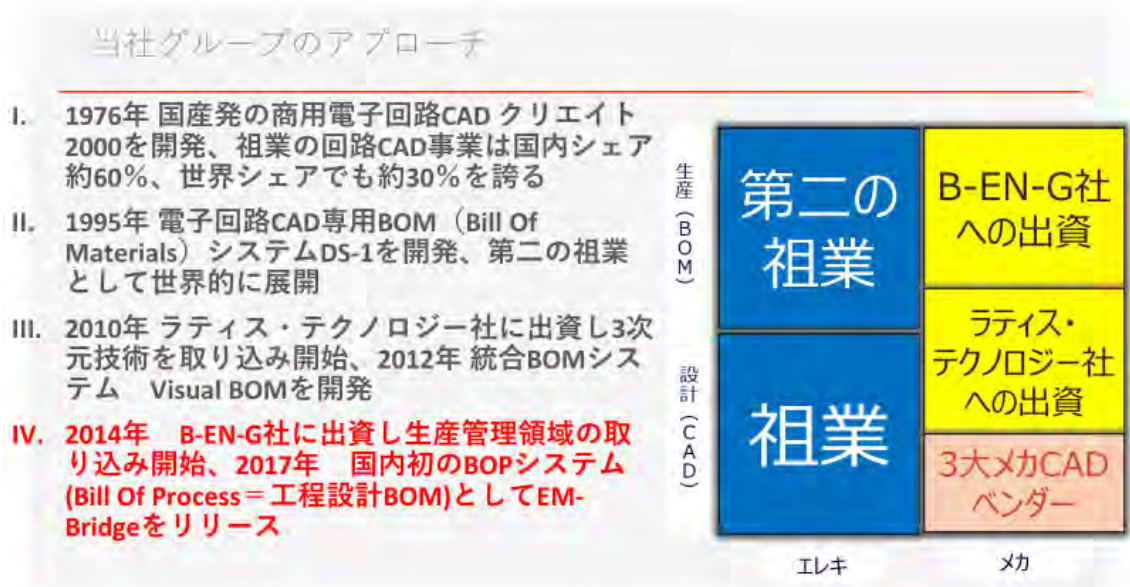 当社グループのアプローチ
I. 1976年 国産発の商用電子回路CAD クリエイト
2000を開発、祖業の回路CAD事業は国内シェア
約60%、世界シェアでも約30%を誇る
II. 1995年 電子回路CAD専用BOM（Bill Of
Materials）システムDS-1を開発、第二の祖業
として世界的に展開
III. 2010年 ラティス・テクノロジー社に出資し3次
元技術を取り込み開始、2012年 統合BOMシス
テム　Visual BOMを開発
IV. 2014年　B-EN-G社に出資し生産管理領域の取
り込み開始、2017年　国内初のBOPシステム
(Bill Of Process＝工程設計BOM)としてEM-
Bridgeをリリース
生産（BOM）
設計（CAD）
第二の
祖業
B-EN-G社
への出資
祖業
ラティス・
テクノロジー社
への出資
3大メカCAD
ベンダー
エレキ
メカ